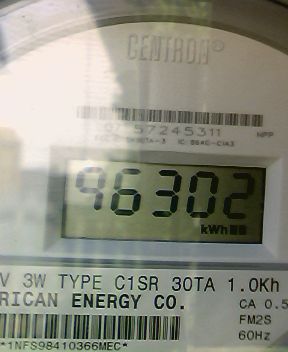 CENTRON®
57245311 NPP
96302
kWh
V 3W TYPE C1SR 30TA 1.0Kh
RICAN ENERGY CO. CA 0.5
FM2S
*1NFS98410366MEC* 60Hz